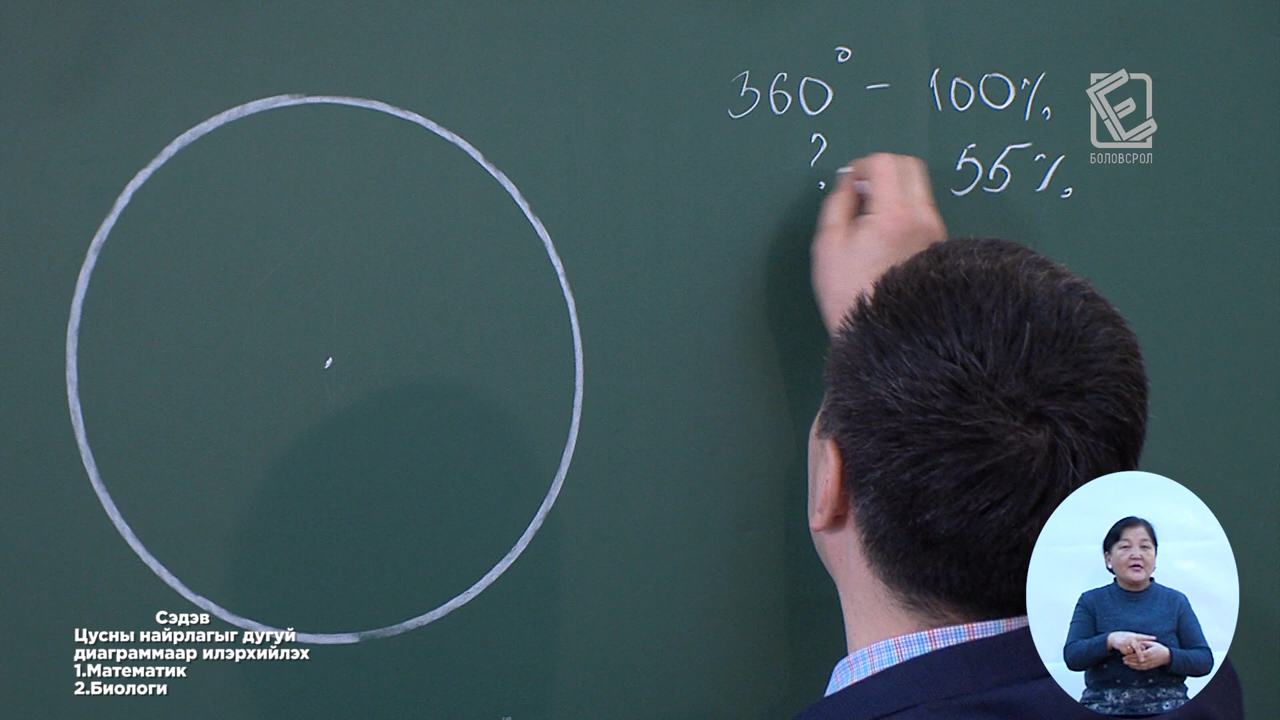 360° - 100%
? - 55%
БОЛОВСРОЛ
Сэдэв
Цусны найрлагыг дугуй
диаграммаар илэрхийлэх
1.Математик
2.Биологи